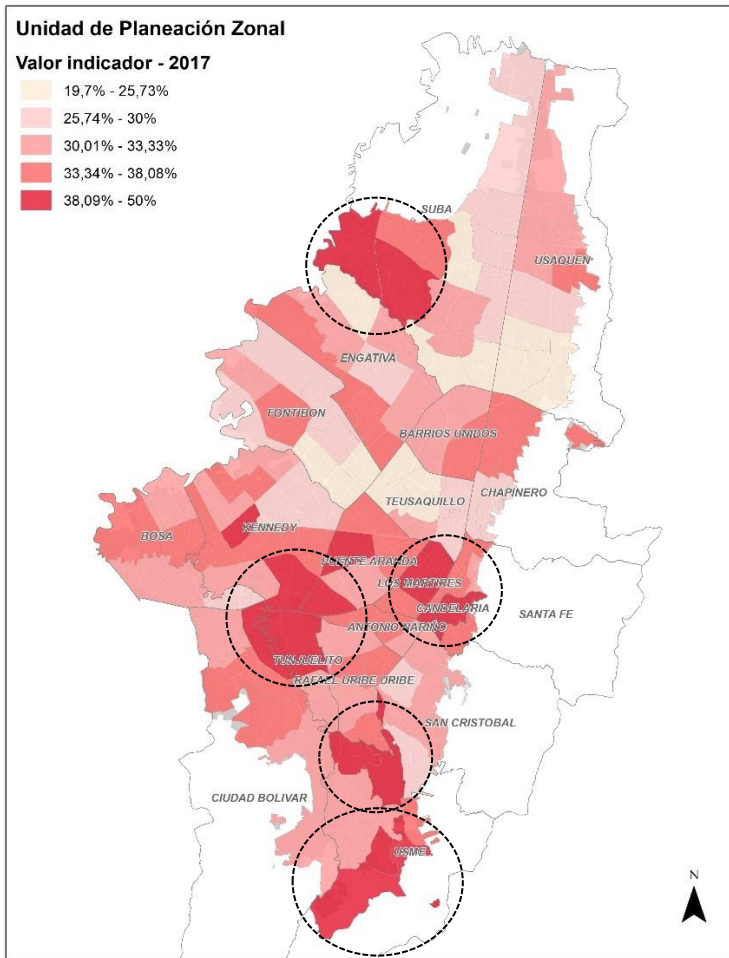 Unidad de Planeación Zonal
Valor indicador - 2017
19,7% - 25,73%
25,74% - 30%
30,01% - 33,33%
33,34% - 38,08%
38,09% - 50%
SUBA
USAQUEN
ENGATIVA
FONTIBON
BARRIOS UNIDOS
TEUSAQUILLO
CHAPINERO
BOSA
KENNEDY
PUENTE ARANDA
LOS MARTIRES
CANDELARIA
SANTA FE
ANTONIO NARIÑO
TUNJUELITO
RAFAEL URIBE URIBE
SAN CRISTOBAL
CIUDAD BOLIVAR
USME
N